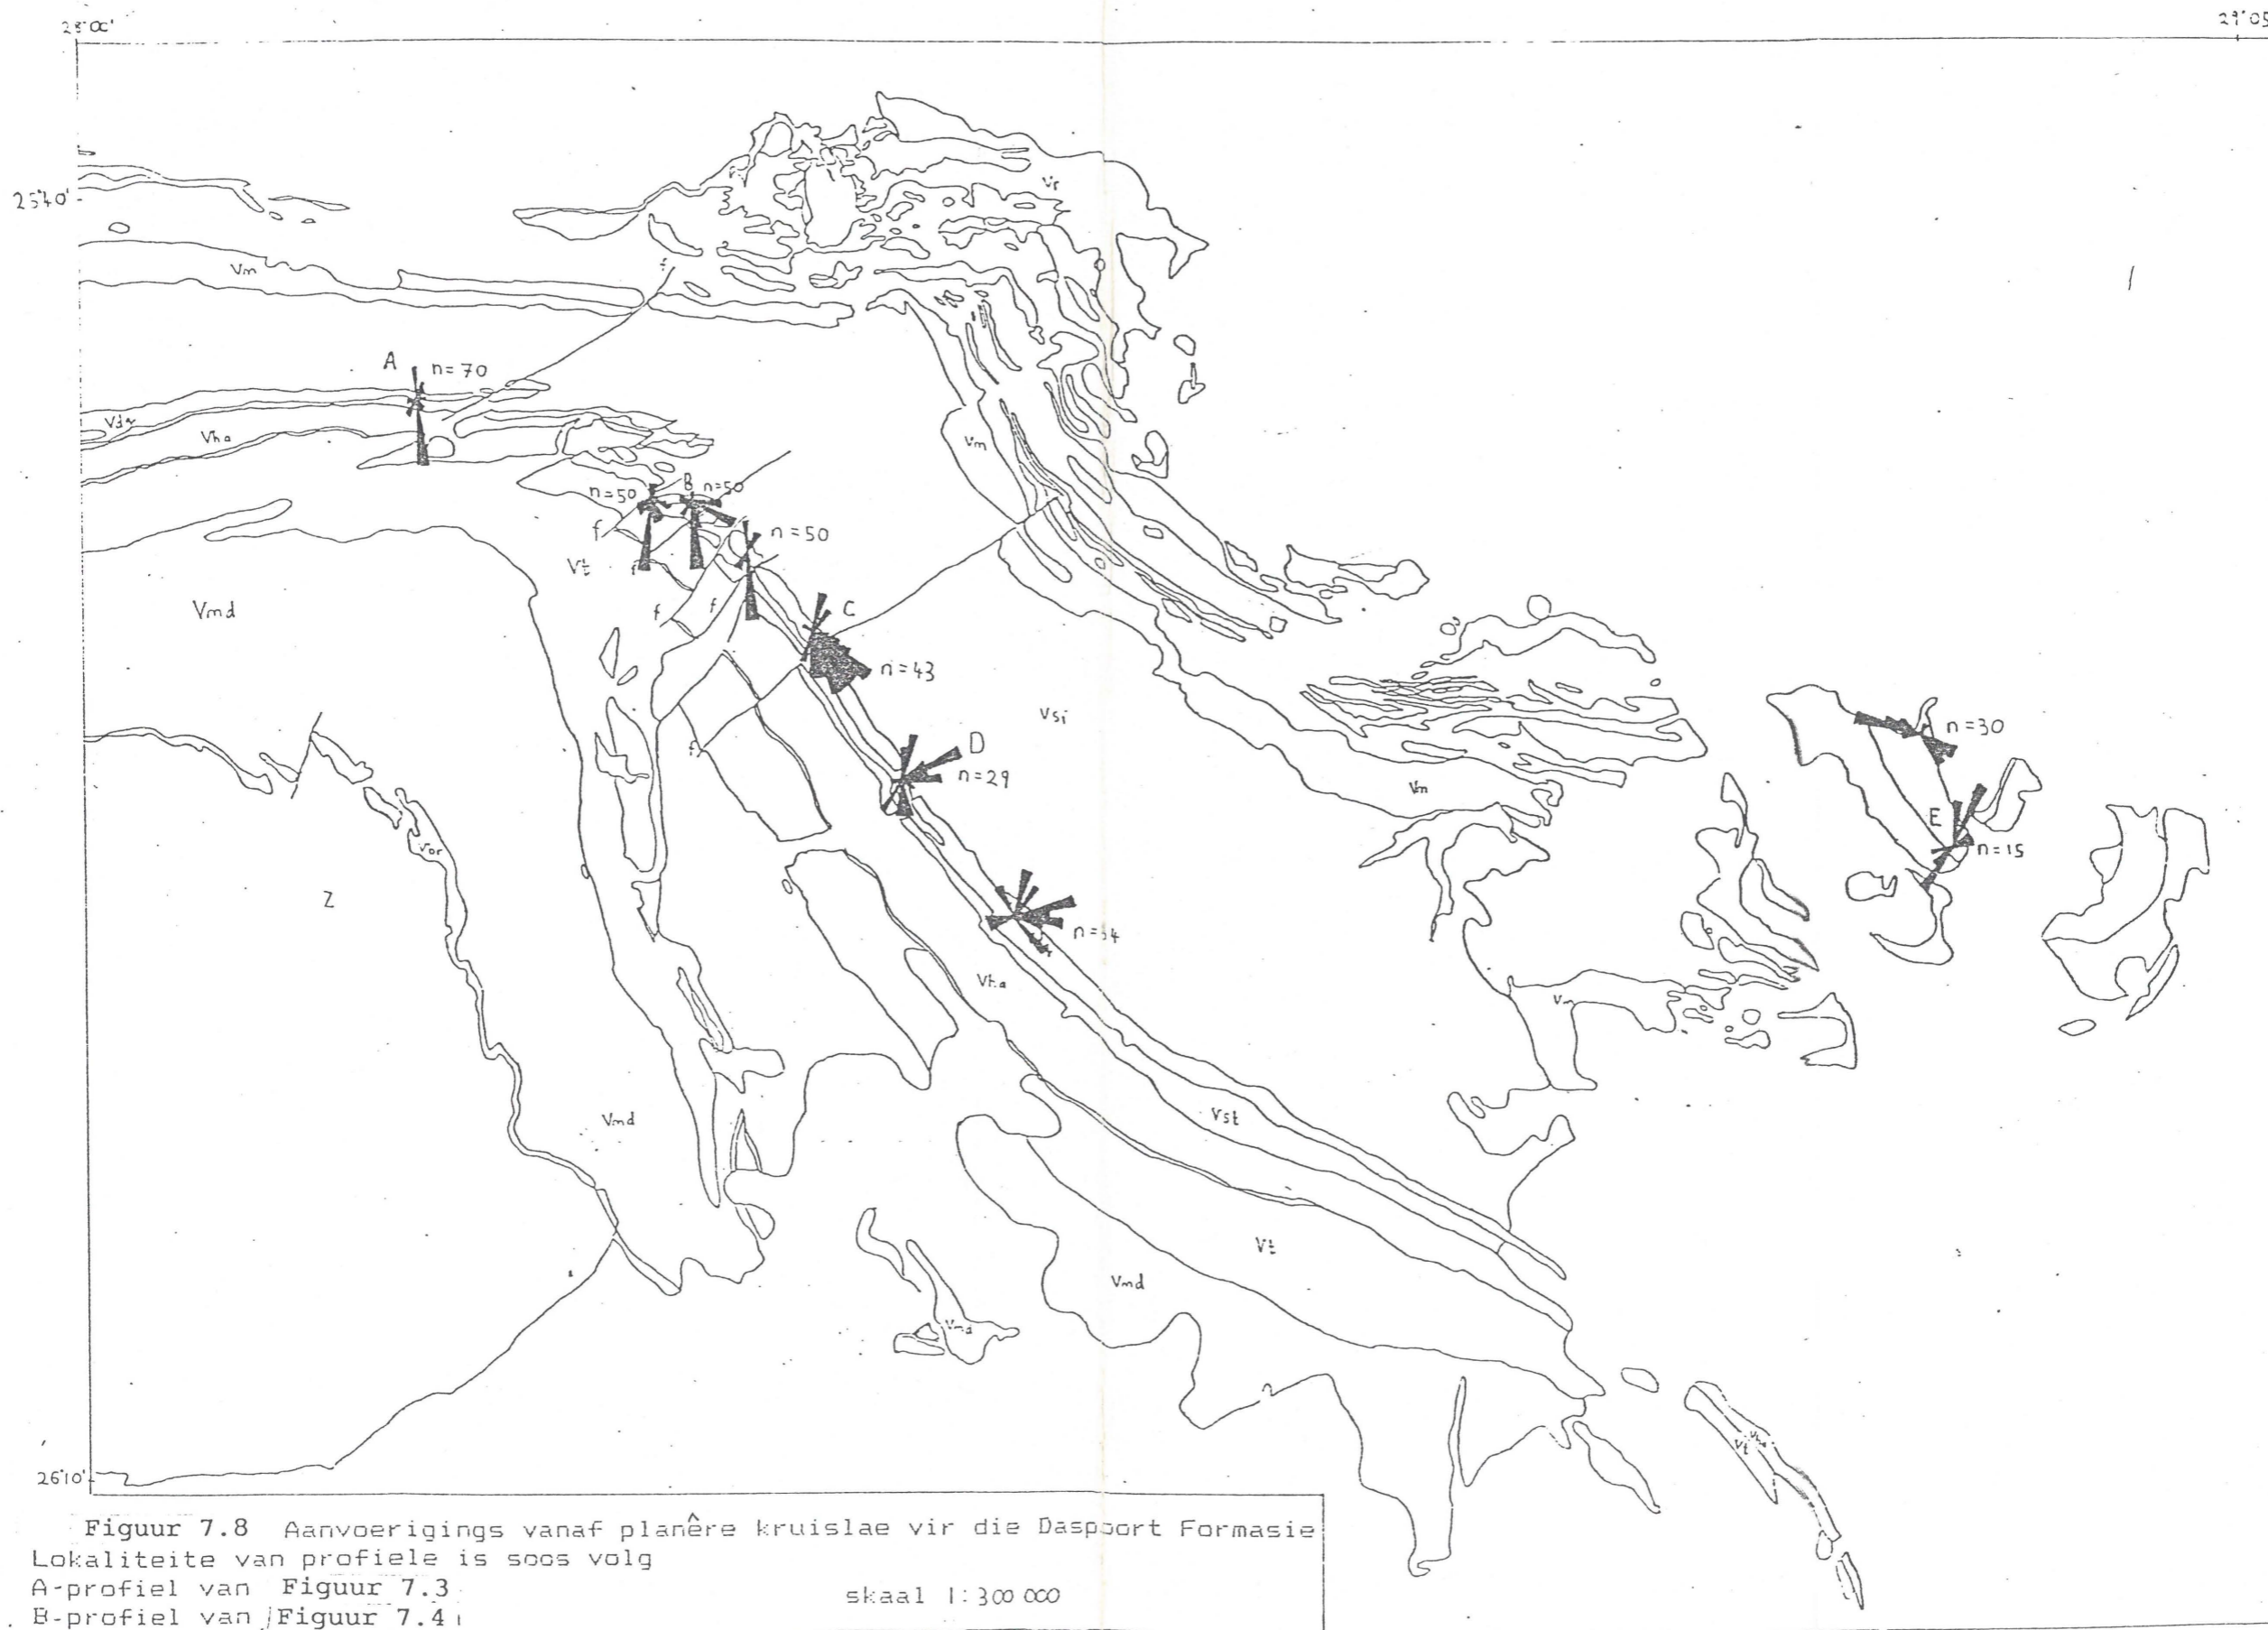 28°00'
29°05
25°40'
Vr
Vm
f
A n=70
Vha
Vm
n=50 B n=50
f
n=50
Vt f
Vmd
f f
C
n=43
Vsi
f
D
n=29
n=30
Vm
E
n=15
Z
n=34
Vha
Vm
Vst
Vmd
Vt
Vmd
Vmd
Vt
26°10'
Figuur 7.8 Aanvoerigings vanaf planêre kruislae vir die Daspoort Formasie
Lokaliteite van profiele is soos volg
A-profiel van Figuur 7.3
skaal 1:300 000
B-profiel van Figuur 7.4